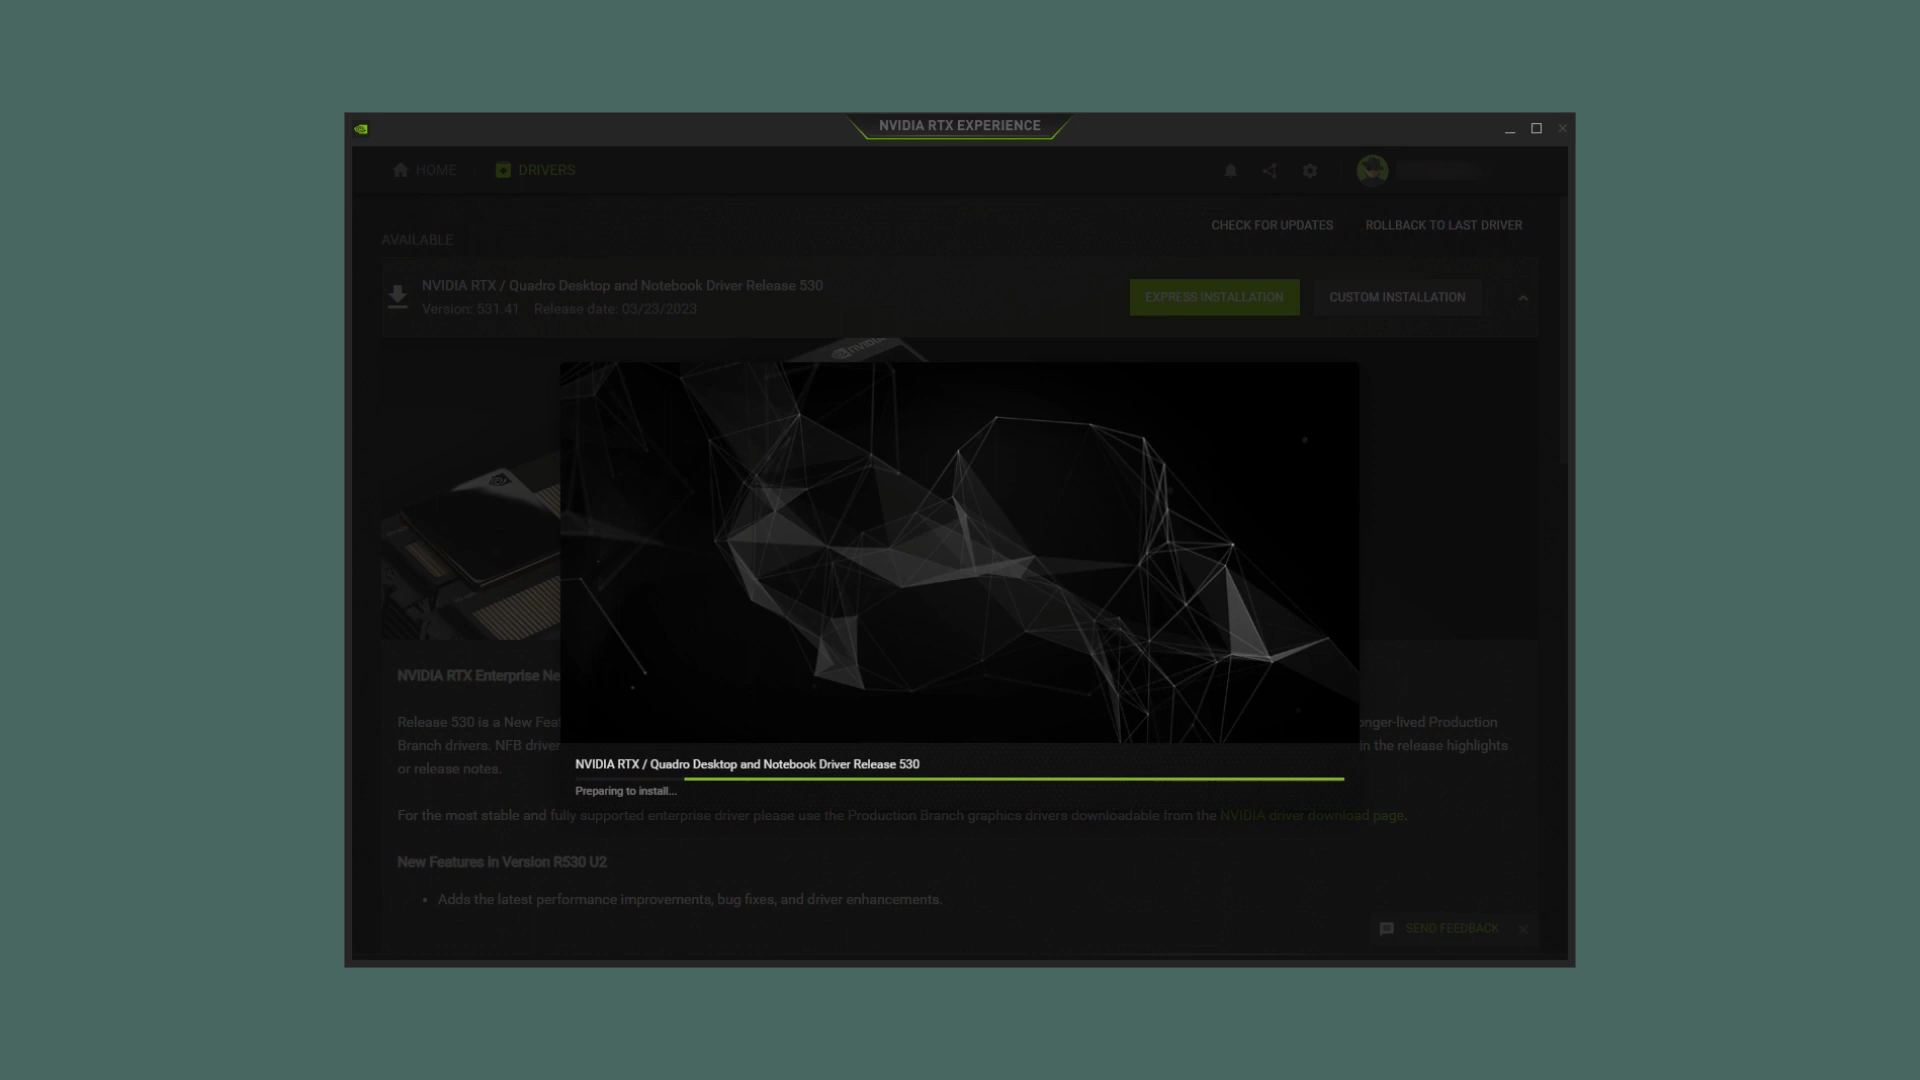 NVIDIA RTX EXPERIENCE
HOME
DRIVERS
CHECK FOR UPDATES
ROLLBACK TO LAST DRIVER
AVAILABLE
NVIDIA RTX / Quadro Desktop and Notebook Driver Release 530
Version: 531.41 Release date: 03/23/2023
EXPRESS INSTALLATION
CUSTOM INSTALLATION
NVIDIA
NVIDIA RTX Enterprise
Release 530 is a New
-lived Production
Branch drivers. NFB
in the release highlights
or release notes.
NVIDIA RTX / Quadro Desktop and Notebook Driver Release 530
Preparing to install...
For the most stable and fully supported enterprise driver please use the Production Branch graphics drivers downloadable from the NVIDIA driver download page.
New Features in Version R530 U2
• Adds the latest performance improvements, bug fixes, and driver enhancements.
SEND FEEDBACK